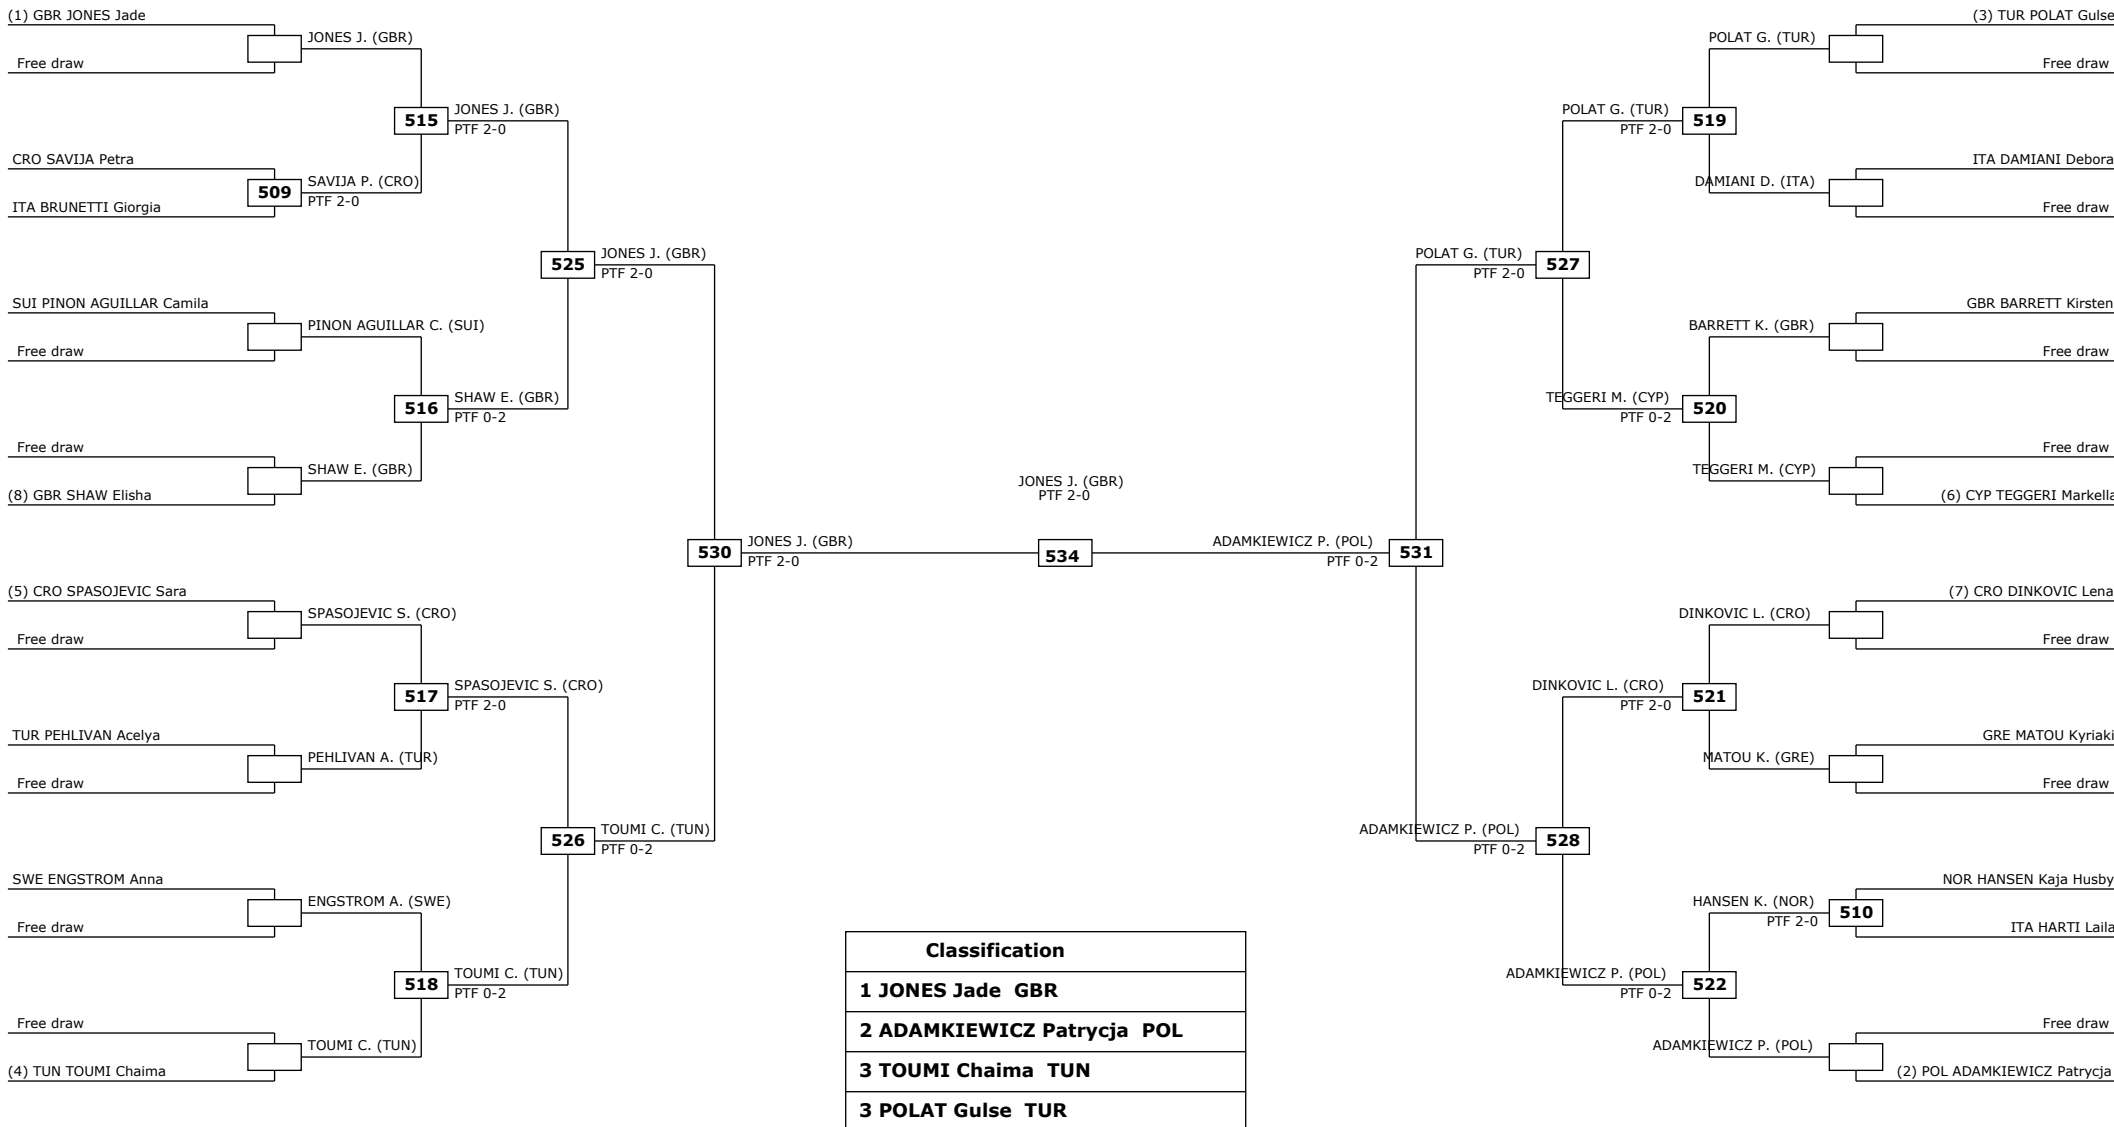 (1) GBR JONES Jade
Free draw
JONES J. (GBR)
CRO SAVIJA Petra
ITA BRUNETTI Giorgia
509
SAVIJA P. (CRO)
PTF 2-0
515
JONES J. (GBR)
PTF 2-0
SUI PINON AGUILLAR Camila
Free draw
PINON AGUILLAR C. (SUI)
Free draw
(8) GBR SHAW Elisha
SHAW E. (GBR)
516
SHAW E. (GBR)
PTF 0-2
525
JONES J. (GBR)
PTF 2-0
(5) CRO SPASOJEVIC Sara
Free draw
SPASOJEVIC S. (CRO)
TUR PEHLIVAN Acelya
Free draw
PEHLIVAN A. (TUR)
517
SPASOJEVIC S. (CRO)
PTF 2-0
SWE ENGSTROM Anna
Free draw
ENGSTROM A. (SWE)
Free draw
(4) TUN TOUMI Chaima
TOUMI C. (TUN)
518
TOUMI C. (TUN)
PTF 0-2
526
TOUMI C. (TUN)
PTF 0-2
530
JONES J. (GBR)
PTF 2-0
JONES J. (GBR)
PTF 2-0
534
ADAMKIEWICZ P. (POL)
PTF 0-2
531
POLAT G. (TUR)
PTF 2-0
527
POLAT G. (TUR)
PTF 2-0
519
POLAT G. (TUR)
(3) TUR POLAT Gulse
Free draw
DAMIANI D. (ITA)
ITA DAMIANI Debora
Free draw
TEGGERI M. (CYP)
PTF 0-2
520
BARRETT K. (GBR)
GBR BARRETT Kirsten
Free draw
TEGGERI M. (CYP)
Free draw
(6) CYP TEGGERI Markella
ADAMKIEWICZ P. (POL)
PTF 0-2
528
DINKOVIC L. (CRO)
PTF 2-0
521
DINKOVIC L. (CRO)
(7) CRO DINKOVIC Lena
Free draw
MATOU K. (GRE)
GRE MATOU Kyriaki
Free draw
ADAMKIEWICZ P. (POL)
PTF 0-2
522
HANSEN K. (NOR)
PTF 2-0
510
NOR HANSEN Kaja Husby
ITA HARTI Laila
ADAMKIEWICZ P. (POL)
Free draw
(2) POL ADAMKIEWICZ Patrycja
Classification
1 JONES Jade GBR
2 ADAMKIEWICZ Patrycja POL
3 TOUMI Chaima TUN
3 POLAT Gulse TUR